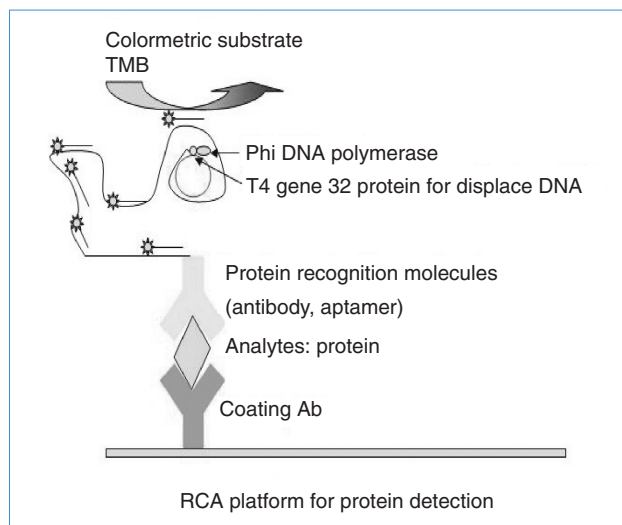 Colormetric substrate
TMB
Phi DNA polymerase
T4 gene 32 protein for displace DNA
Protein recognition molecules
(antibody, aptamer)
Analytes: protein
Coating Ab
RCA platform for protein detection